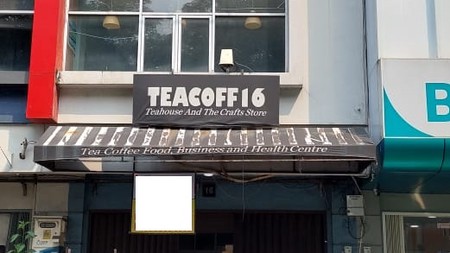 TEACOFF16
Teahouse And The Crafts Store
Tea Coffee Food, Business and Health Centre
B